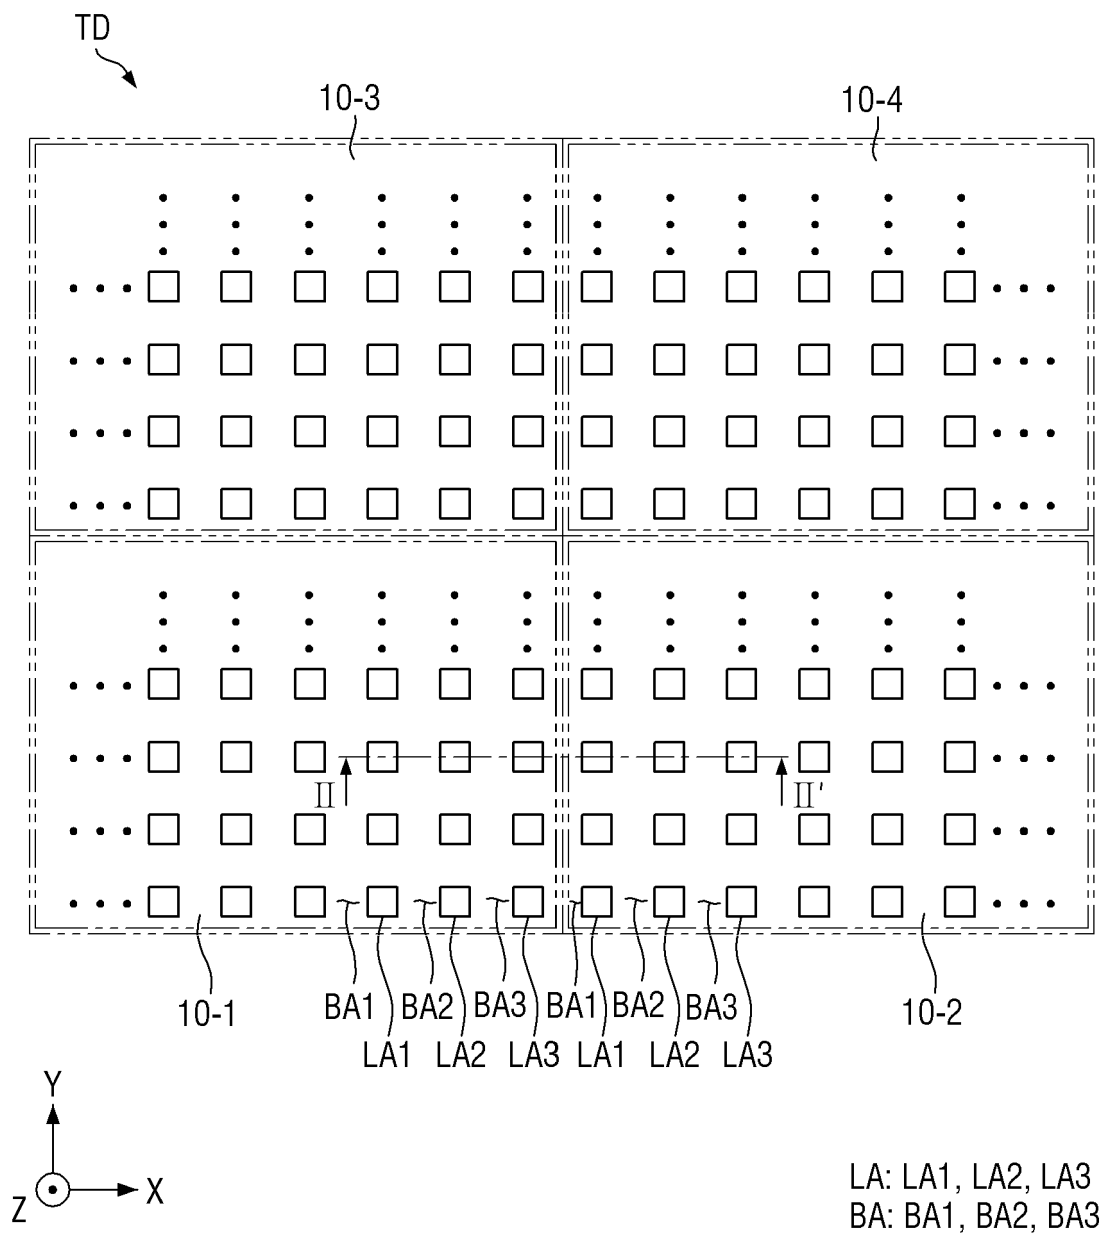 TD
10-3
10-4
II
II'
10-1
BA1
BA2
BA3
BA1
BA2
BA3
10-2
LA1
LA2
LA3
LA1
LA2
LA3
Y
Z
X
LA: LA1, LA2, LA3
BA: BA1, BA2, BA3